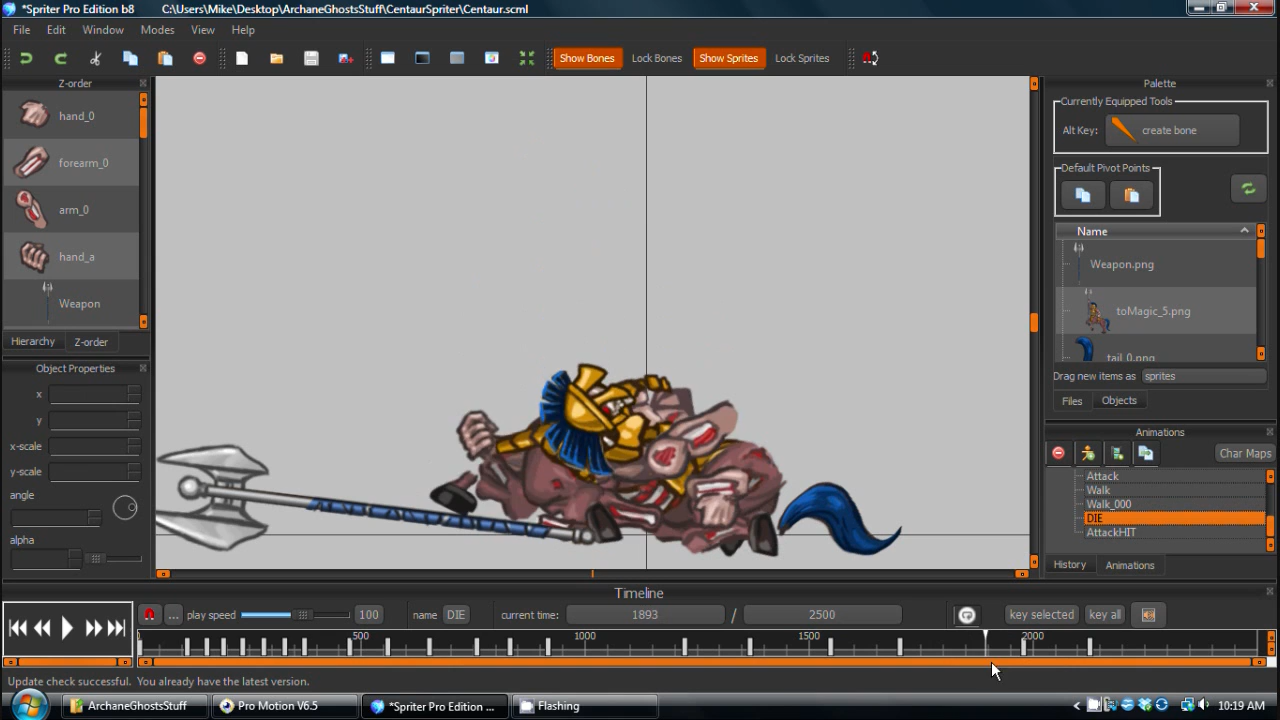 *Spriter Pro Edition b8 C:\Users\Mike\Desktop\ArchaneGhostsStuff\CentaurSpriter\Centaur.scml
File Edit Window Modes View Help
Show Bones Lock Bones Show Sprites Lock Sprites
Z-order
hand_0
forearm_0
arm_0
hand_a
Weapon
Hierarchy Z-order
Object Properties
x
y
x-scale
y-scale
angle
alpha
Palette
Currently Equipped Tools
Alt Key: create bone
Default Pivot Points
Name
Weapon.png
toMagic_5.png
tail_0.png
Drag new items as sprites
Files Objects
Animations
Char Maps
Attack
Walk
Walk_000
DIE
AttackHIT
History Animations
Timeline
... play speed 100 name DIE current time: 1893 / 2500 key selected key all
500 1000 1500 2000
Update check successful. You already have the latest version.
ArchaneGhostsStuff Pro Motion V6.5 *Spriter Pro Edition ... Flashing 10:19 AM